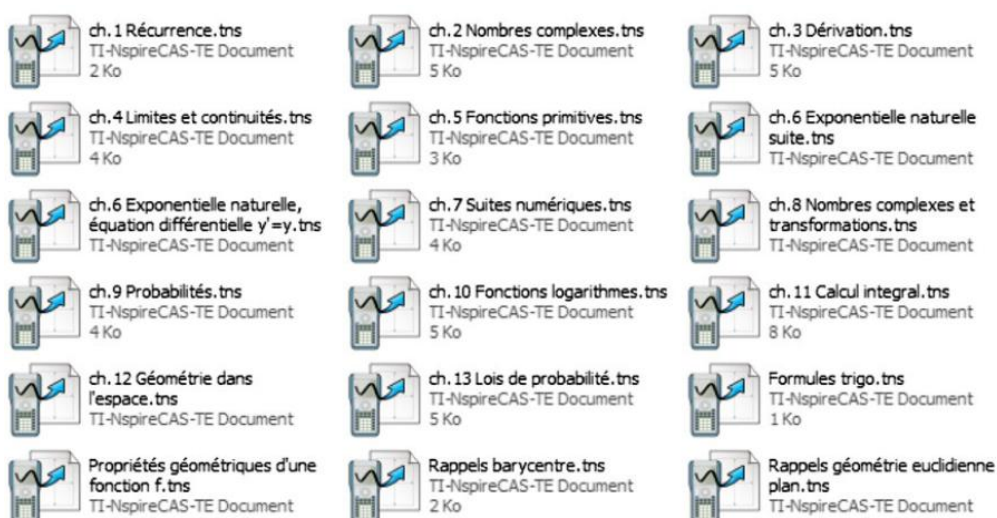 ch.1 Récurrence.tns
TI-NspireCAS-TE Document
2 Ko
ch.2 Nombres complexes.tns
TI-NspireCAS-TE Document
5 Ko
ch.3 Dérivation.tns
TI-NspireCAS-TE Document
5 Ko
ch.4 Limites et continuités.tns
TI-NspireCAS-TE Document
4 Ko
ch.5 Fonctions primitives.tns
TI-NspireCAS-TE Document
3 Ko
ch.6 Exponentielle naturelle
suite.tns
TI-NspireCAS-TE Document
ch.6 Exponentielle naturelle,
équation différentielle y'=y.tns
TI-NspireCAS-TE Document
ch.7 Suites numériques.tns
TI-NspireCAS-TE Document
4 Ko
ch.8 Nombres complexes et
transformations.tns
TI-NspireCAS-TE Document
ch.9 Probabilités.tns
TI-NspireCAS-TE Document
4 Ko
ch.10 Fonctions logarithmes.tns
TI-NspireCAS-TE Document
5 Ko
ch.11 Calcul integral.tns
TI-NspireCAS-TE Document
8 Ko
ch.12 Géométrie dans
l'espace.tns
TI-NspireCAS-TE Document
ch.13 Lois de probabilité.tns
TI-NspireCAS-TE Document
5 Ko
Formules trigo.tns
TI-NspireCAS-TE Document
1 Ko
Propriétés géométriques d'une
fonction f.tns
TI-NspireCAS-TE Document
Rappels barycentre.tns
TI-NspireCAS-TE Document
2 Ko
Rappels géométrie euclidienne
plan.tns
TI-NspireCAS-TE Document